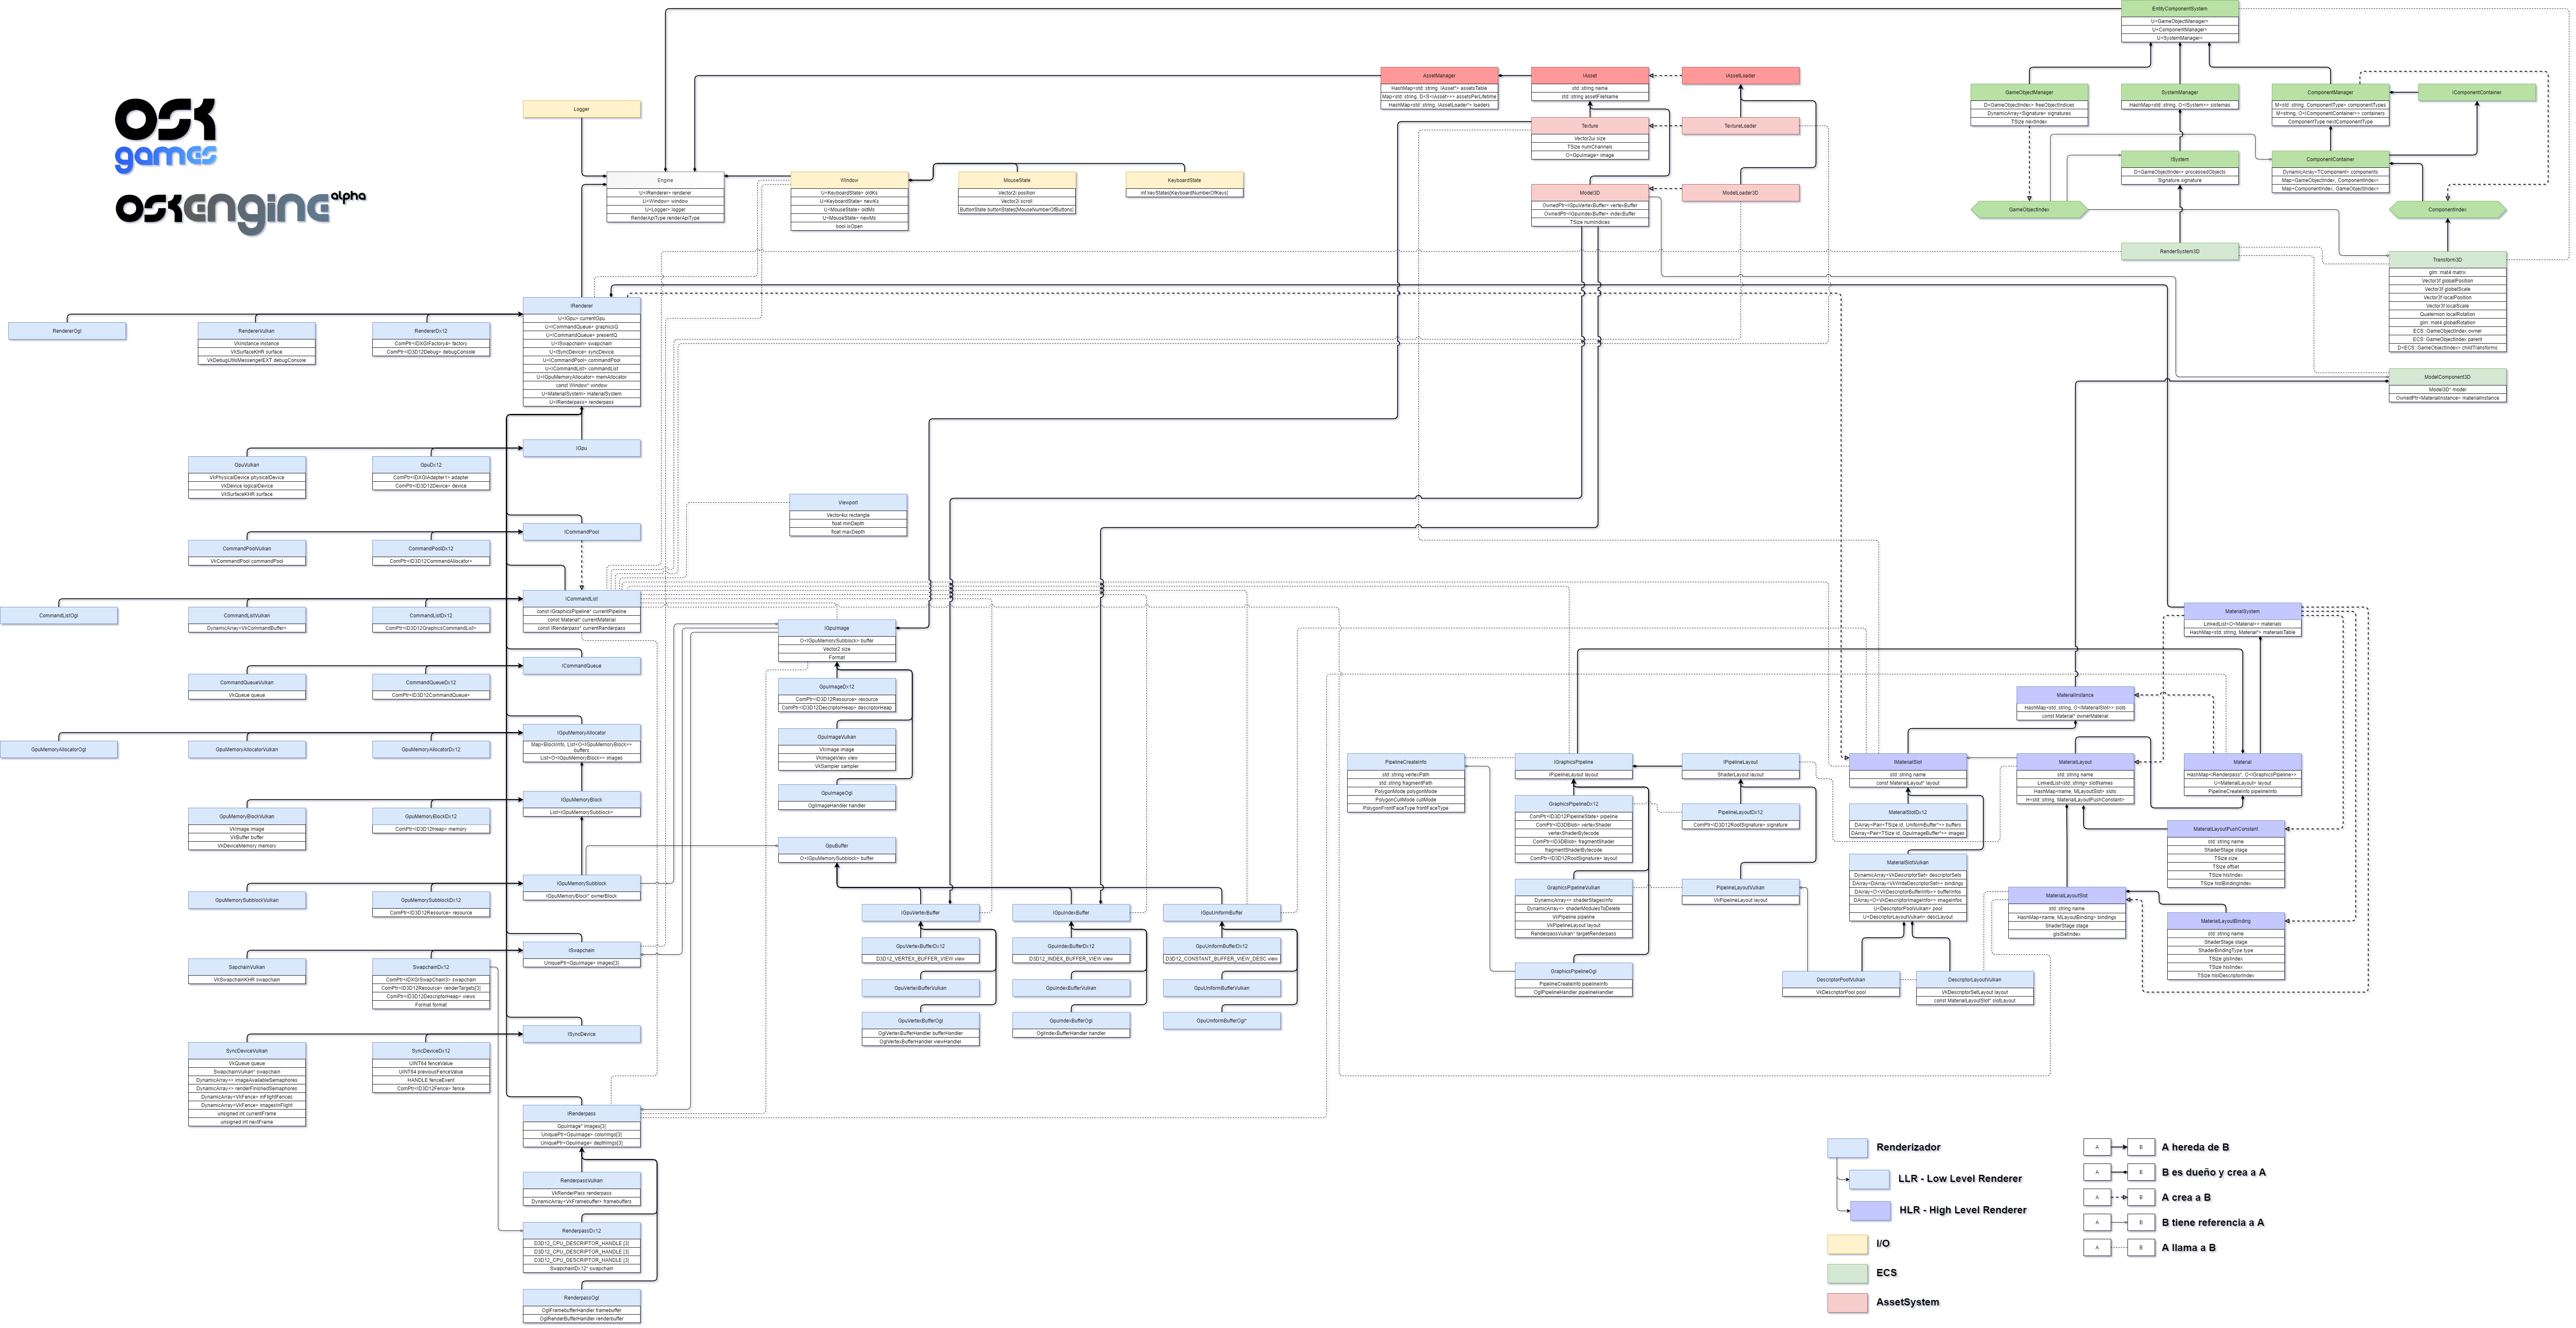 OSK
games
OSKengine alpha
EntityComponentSystem
U<GameObjectManager>
U<ComponentManager>
U<SystemManager>
AssetManager
HashMap<std::string, IAsset*> assetsTable
Map<std::string, D<S<IAsset>>> assetsPerLifetime
HashMap<std::string, IAssetLoader*> loaders
IAsset
std::string name
std::string assetFileName
IAssetLoader
Texture
Vector2ui size
TSize numChannels
O<GpuImage> image
TextureLoader
Model3D
OwnedPtr<IGpuVertexBuffer> vertexBuffer
OwnedPtr<IGpuIndexBuffer> indexBuffer
TSize numIndices
ModelLoader3D
GameObjectManager
D<GameObjectIndex> freeObjectIndices
DynamicArray<Signature> signatures
TSize nextIndex
SystemManager
HashMap<std::string, O<ISystem>> sistemas
ComponentManager
M<std::string, ComponentType> componentTypes
M<string, O<IComponentContainer>> containers
ComponentType nextComponentType
IComponentContainer
ISystem
D<GameObjectIndex> processedObjects
Signature signature
ComponentContainer
DynamicArray<TComponent> components
Map<GameObjectIndex, ComponentIndex>
Map<ComponentIndex, GameObjectIndex>
GameObjectIndex
ComponentIndex
RenderSystem3D
Transform3D
glm::mat4 matrix
Vector3f globalPosition
Vector3f globalScale
Vector3f localPosition
Vector3f localScale
Quaternion localRotation
glm::mat4 globalRotation
ECS::GameObjectIndex owner
ECS::GameObjectIndex parent
D<ECS::GameObjectIndex> childTransforms
ModelComponent3D
Model3D* model
OwnedPtr<MaterialInstance> materialInstance
Logger
Engine
U<IRenderer> renderer
U<Window> window
U<Logger> logger
RenderApiType renderApiType
Window
U<KeyboardState> oldKs
U<KeyboardState> newKs
U<MouseState> oldMs
U<MouseState> newMs
bool isOpen
MouseState
Vector2i position
Vector2i scroll
ButtonState buttonStates[MouseNumberOfButtons]
KeyboardState
int keyStates[KeyboardNumberOfKeys]
IRenderer
U<IGpu> currentGpu
U<ICommandQueue> graphicsQ
U<ICommandQueue> presentQ
U<ISwapchain> swapchain
U<ISyncDevice> syncDevice
U<ICommandPool> commandPool
U<ICommandList> commandList
U<IGpuMemoryAllocator> memAllocator
const Window* window
U<MaterialSystem> materialSystem
U<IRenderpass> renderpass
RendererOgl
RendererVulkan
VkInstance instance
VkSurfaceKHR surface
VkDebugUtilsMessengerEXT debugConsole
RendererDx12
ComPtr<IDXGIFactory4> factory
ComPtr<ID3D12Debug> debugConsole
IGpu
GpuVulkan
VkPhysicalDevice physicalDevice
VkDevice logicalDevice
VkSurfaceKHR surface
GpuDx12
ComPtr<IDXGIAdapter1> adapter
ComPtr<ID3D12Device> device
Viewport
Vector4ui rectangle
float minDepth
float maxDepth
ICommandPool
CommandPoolVulkan
VkCommandPool commandPool
CommandPoolDx12
ComPtr<ID3D12CommandAllocator>
ICommandList
const IGraphicsPipeline* currentPipeline
const Material* currentMaterial
const IRenderpass* currentRenderpass
CommandListOgl
CommandListVulkan
DynamicArray<VkCommandBuffer>
CommandListDx12
ComPtr<ID3D12GraphicsCommandList>
ICommandQueue
CommandQueueVulkan
VkQueue queue
CommandQueueDx12
ComPtr<ID3D12CommandQueue>
IGpuMemoryAllocator
Map<BlockInfo, List<O<IGpuMemoryBlock>>
buffers
List<O<IGpuMemoryBlock>> images
GpuMemoryAllocatorOgl
GpuMemoryAllocatorVulkan
GpuMemoryAllocatorDx12
IGpuMemoryBlock
List<IGpuMemorySubblock>
GpuMemoryBlockVulkan
VkImage image
VkBuffer buffer
VkDeviceMemory memory
GpuMemoryBlockDx12
ComPtr<ID3D12Heap> memory
IGpuMemorySubblock
IGpuMemoryBlock* ownerBlock
GpuMemorySubblockVulkan
GpuMemorySubblockDx12
ComPtr<ID3D12Resource> resource
ISwapchain
UniquePtr<GpuImage> images[3]
SapchainVulkan
VkSwapchainKHR swapchain
SwapchainDx12
ComPtr<IDXGISwapChain3> swapchain
ComPtr<ID3D12Resource> renderTargets[3]
ComPtr<ID3D12DescriptorHeap> views
Format format
ISyncDevice
SyncDeviceVulkan
VkQueue queue
SwapchainVulkan* swapchain
DynamicArray<> imageAvailableSemaphores
DynamicArray<> renderFinishedSemaphores
DynamicArray<VkFence> inFlightFences
DynamicArray<VkFence> imagesInFlight
unsigned int currentFrame
unsigned int nextFrame
SyncDeviceDx12
UINT64 fenceValue
UINT64 previousFenceValue
HANDLE fenceEvent
ComPtr<ID3D12Fence> fence
IRenderpass
GpuImage* images[3]
UniquePtr<GpuImage> colorImgs[3]
UniquePtr<GpuImage> depthImgs[3]
RenderpassVulkan
VkRenderPass renderpass
DynamicArray<VkFramebuffer> framebuffers
RenderpassDx12
D3D12_CPU_DESCRIPTOR_HANDLE [3]
D3D12_CPU_DESCRIPTOR_HANDLE [3]
D3D12_CPU_DESCRIPTOR_HANDLE [3]
SwapchainDx12* swapchain
RenderpassOgl
OglFramebufferHandler framebuffer
OglRenderBufferHandler renderbuffer
IGpuImage
O<IGpuMemorySubblock> buffer
Vector2 size
Format
GpuImageDx12
ComPtr<ID3D12Resource> resource
ComPtr<ID3D12DescriptorHeap> descriptorHeap
GpuImageVulkan
VkImage image
VkImageView view
VkSampler sampler
GpuImageOgl
OglImageHandler handler
GpuBuffer
O<IGpuMemorySubblock> buffer
IGpuVertexBuffer
GpuVertexBufferDx12
D3D12_VERTEX_BUFFER_VIEW view
GpuVertexBufferVulkan
GpuVertexBufferOgl
OglVertexBufferHandler bufferHandler
OglVertexBufferHandler viewHandler
IGpuIndexBuffer
GpuIndexBufferDx12
D3D12_INDEX_BUFFER_VIEW view
GpuIndexBufferVulkan
GpuIndexBufferOgl
OglIndexBufferHandler handler
IGpuUniformBuffer
GpuUniformBufferDx12
D3D12_CONSTANT_BUFFER_VIEW_DESC view
GpuUniformBufferVulkan
GpuUniformBufferOgl*
PipelineCreateInfo
std::string vertexPath
std::string fragmentPath
PolygonMode polygonMode
PolygonCullMode cullMode
PolygonFrontFaceType frontFaceType
IGraphicsPipeline
IPipelineLayout layout
GraphicsPipelineDx12
ComPtr<ID3D12PipelineState> pipeline
ComPtr<ID3DBlob> vertexShader
vertexShaderBytecode
ComPtr<ID3DBlob> fragmentShader
fragmentShaderBytecode
ComPtr<ID3D12RootSignature> layout
GraphicsPipelineVulkan
DynamicArray<> shaderStagesInfo
DynamicArray<> shaderModulesToDelete
VkPipeline pipeline
VkPipelineLayout layout
RenderpassVulkan* targetRenderpass
GraphicsPipelineOgl
PipelineCreateInfo pipelineInfo
OglPipelineHandler pipelineHandler
IPipelineLayout
ShaderLayout layout
PipelineLayoutDx12
ComPtr<ID3D12RootSignature> signature
PipelineLayoutVulkan
VkPipelineLayout layout
IMaterialSlot
std::string name
const MaterialLayout* layout
MaterialSlotDx12
DArray<Pair<TSize id, UniformBuffer*>> buffers
DArray<Pair<TSize id, GpuImageBuffer*>> images
MaterialSlotVulkan
DynamicArray<VkDescriptorSet> descriptorSets
DArray<DArray<VkWriteDescriptorSet>> bindings
DArray<O<VkDescriptorBufferInfo>> bufferInfos
DArray<O<VkDescriptorImageInfo>> imageInfos
U<DescriptorPoolVulkan> pool
U<DescriptorLayoutVulkan> descLayout
DescriptorPoolVulkan
VkDescriptorPool pool
DescriptorLayoutVulkan
VkDescriptorSetLayout layout
const MaterialLayoutSlot* slotLayout
MaterialSystem
LinkedList<O<Material>> materials
HashMap<std::string, Material*> materialsTable
MaterialInstance
HashMap<std::string, O<IMaterialSlot>> slots
const Material* ownerMaterial
MaterialLayout
std::string name
LinkedList<std::string> slotNames
HashMap<name, MLayoutSlot> slots
H<std::string, MaterialLayoutPushConstant>
Material
HashMap<IRenderpass*, O<IGraphicsPipeline>>
U<MaterialLayout> layout
PipelineCreateInfo pipelineInfo
MaterialLayoutPushConstant
std::string name
ShaderStage stage
TSize size
TSize offset
TSize hlslIndex
TSize hlslBindingIndex
MaterialLayoutSlot
std::string name
HashMap<name, MLayoutBinding> bindings
ShaderStage stage
glslSetIndex
MaterialLayoutBinding
std::string name
ShaderStage stage
ShaderBindingType type
TSize glslIndex
TSize hlslIndex
TSize hlslDescriptorIndex
Renderizador
LLR - Low Level Renderer
HLR - High Level Renderer
I/O
ECS
AssetSystem
A B A hereda de B
A B B es dueño y crea a A
A B A crea a B
A B B tiene referencia a A
A B A llama a B